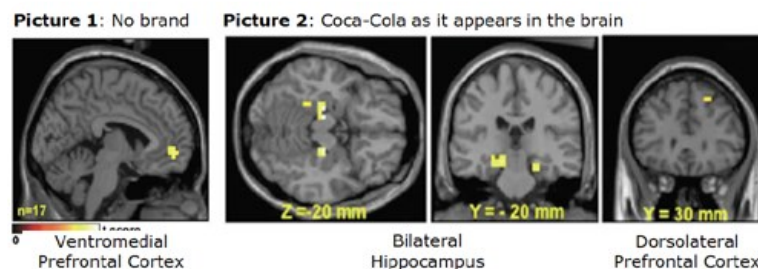 Picture 1: No brand
Picture 2: Coca-Cola as it appears in the brain
n=17
0
Z=-20 mm
Y = - 20 mm
Y = 30 mm
Ventromedial
Prefrontal Cortex
Bilateral
Hippocampus
Dorsolateral
Prefrontal Cortex